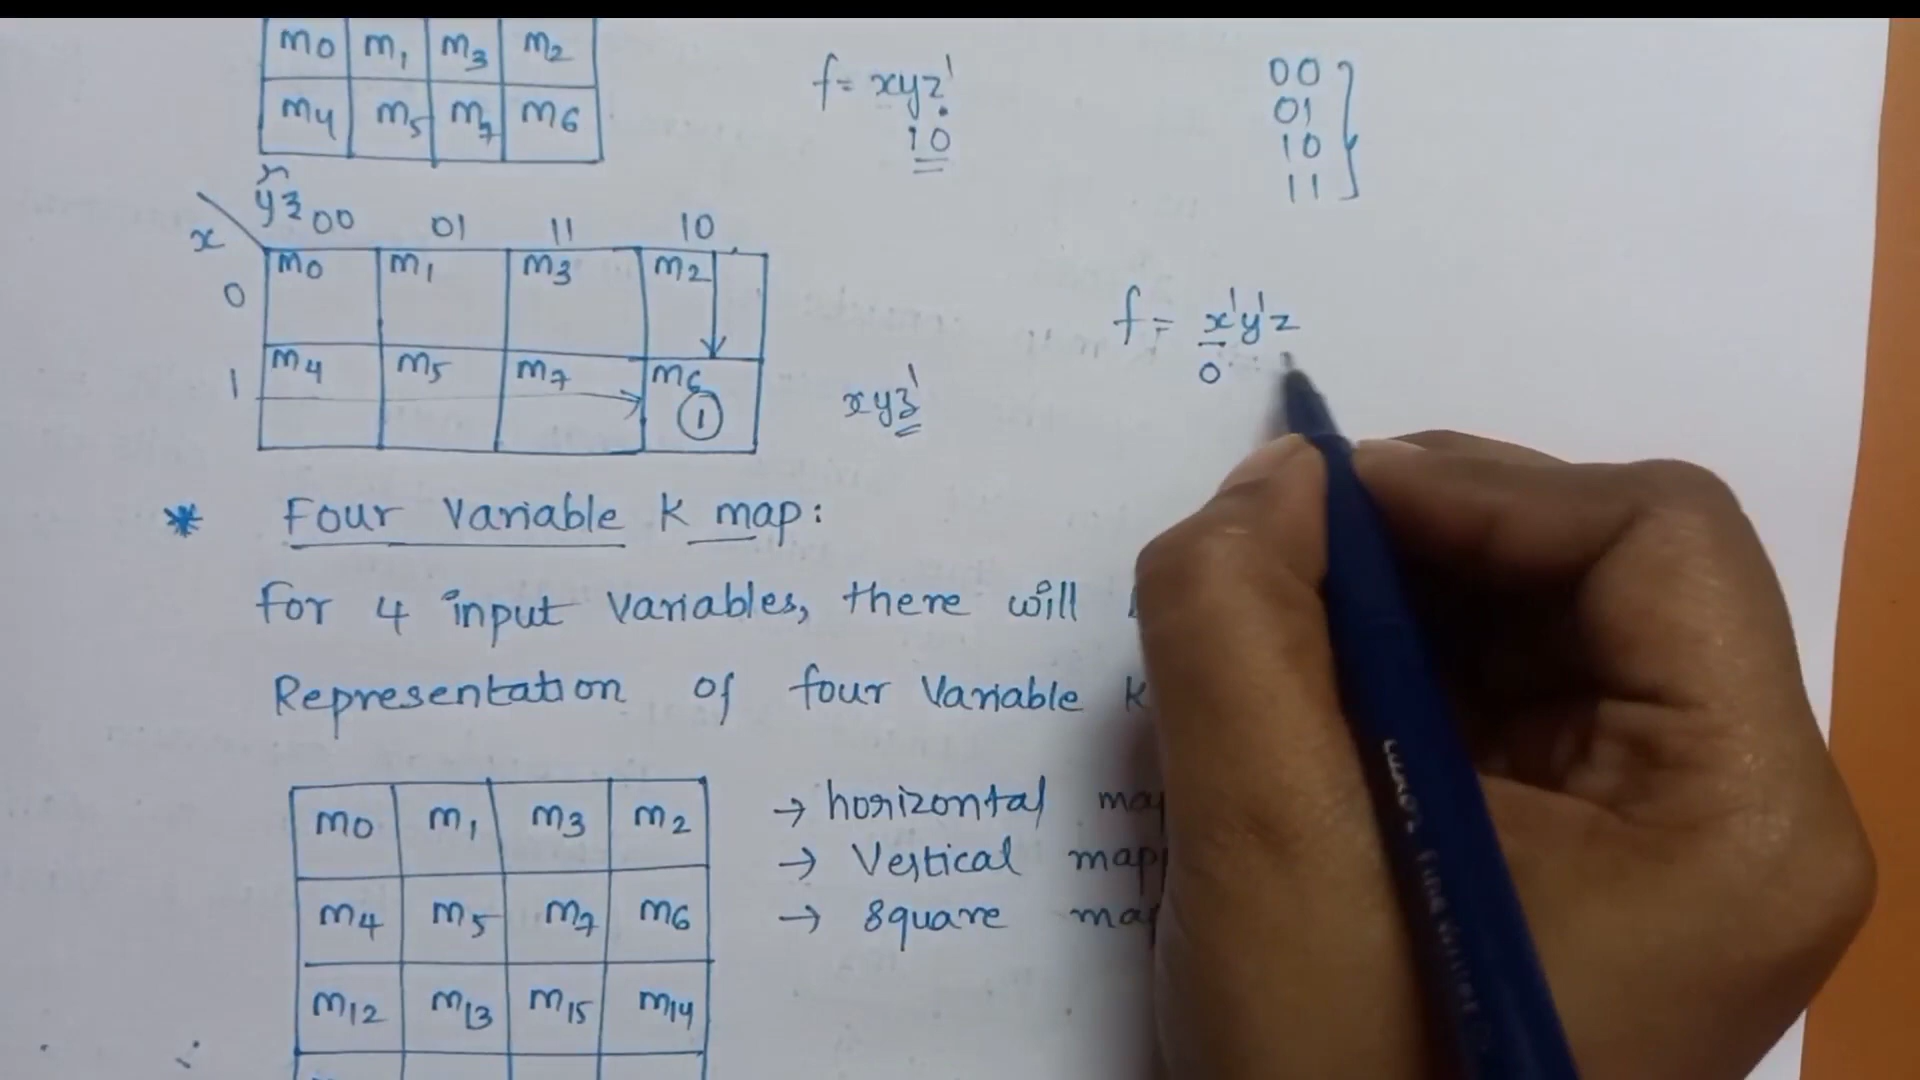 m0 m1 m3 m2
m4 m5 m7 m6
f= xyz'
10
00
01
10
11
yz 00 01 11 10
x
0 m0 m1 m3 m2
1 m4 m5 m7 m6
1
xyz'
f= x'y'z
0
* Four Variable K map:
For 4 input variables, there will
Representation of four Variable K
m0 m1 m3 m2
m4 m5 m7 m6
m12 m13 m15 m14
→ horizontal
→ Vertical
→ square